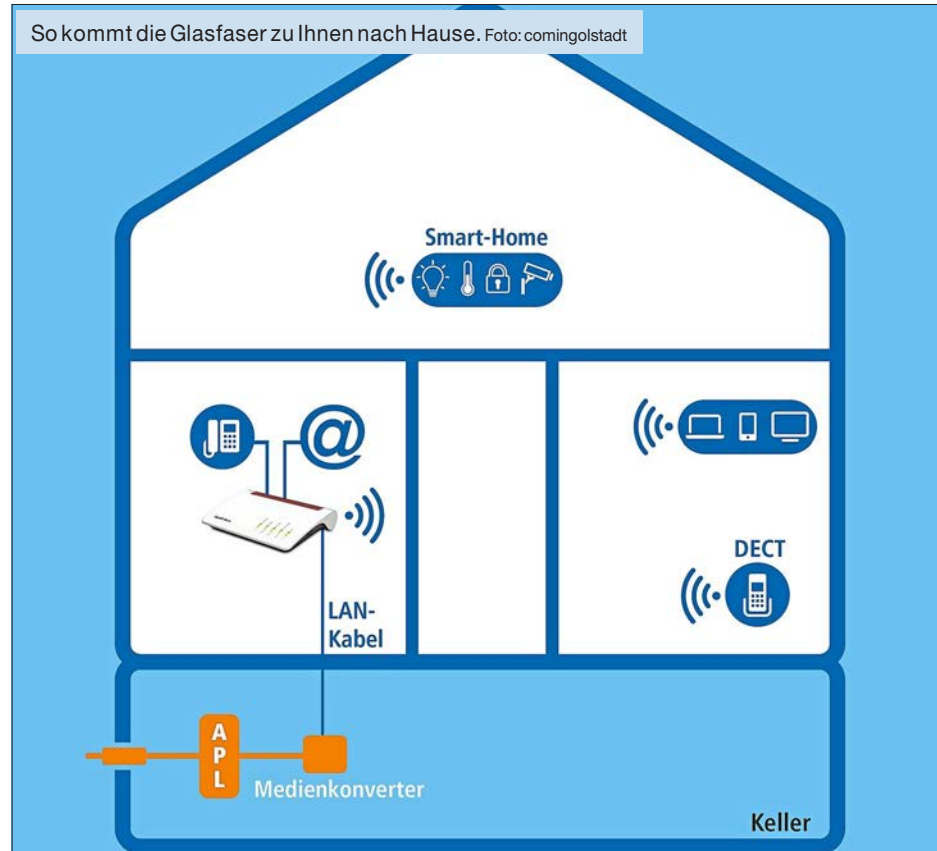 So kommt die Glasfaser zu Ihnen nach Hause. Foto: comingolstadt
Smart-Home
@
DECT
LAN-
Kabel
A
P
L
Medienkonverter
Keller